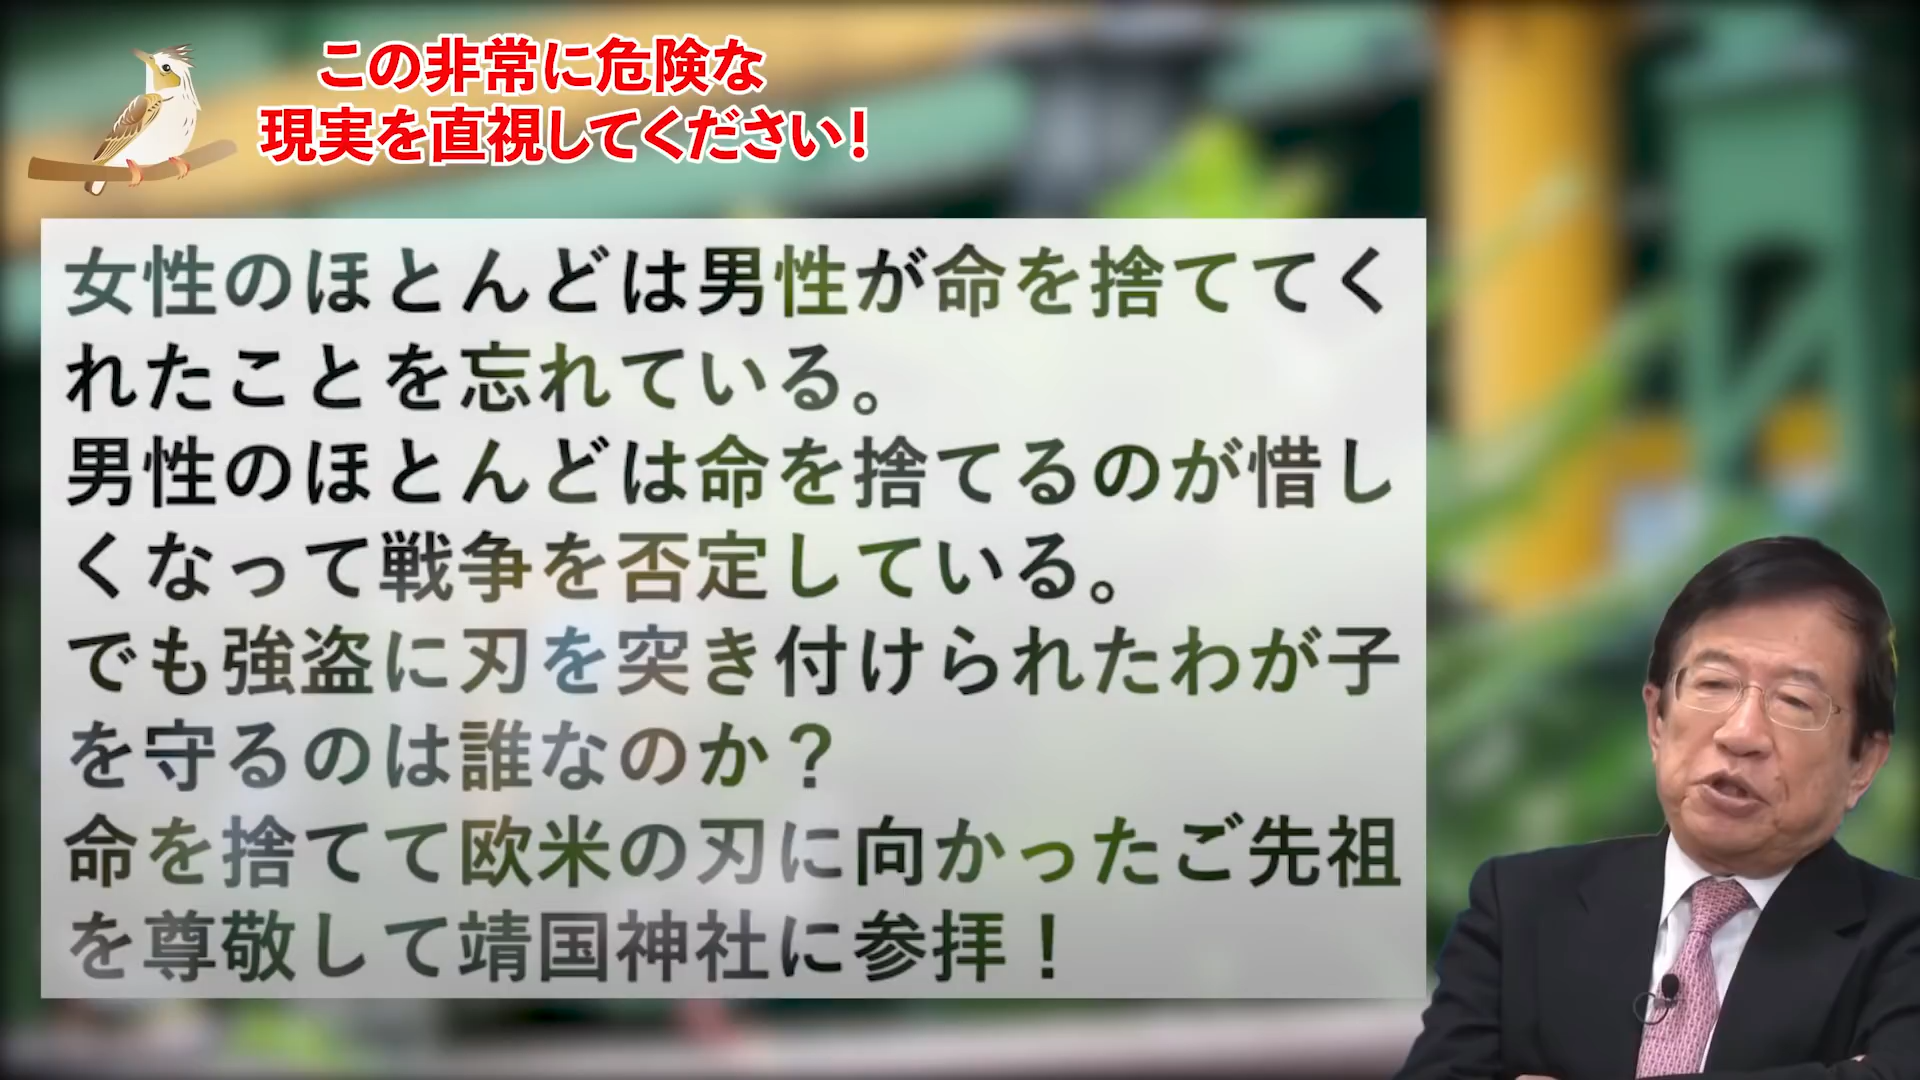 この非常に危険な
現実を直視してください！
女性のほとんどは男性が命を捨ててく
れたことを忘れている。
男性のほとんどは命を捨てるのが惜し
くなって戦争を否定している。
でも強盗に刃を突き付けられたわが子
を守るのは誰なのか？
命を捨てて欧米の刃に向かったご先祖
を尊敬して靖国神社に参拝！